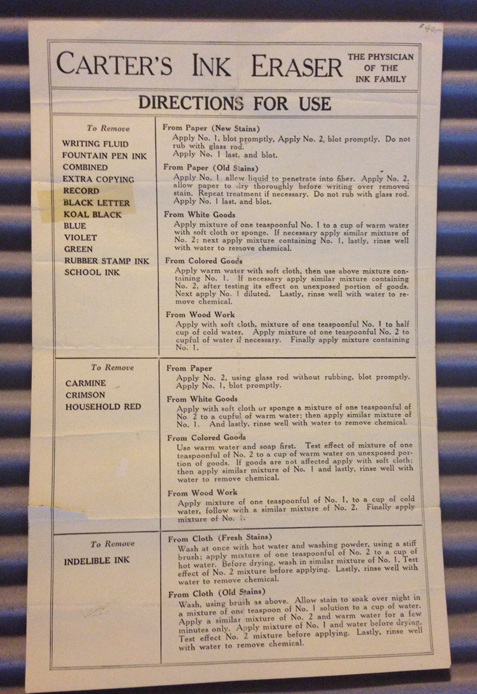 CARTER'S INK ERASER
THE PHYSICIAN
OF THE
INK FAMILY
DIRECTIONS FOR USE
To Remove
WRITING FLUID
FOUNTAIN PEN INK
COMBINED
EXTRA COPYING
RECORD
BLACK LETTER
KOAL BLACK
BLUE
VIOLET
GREEN
RUBBER STAMP INK
SCHOOL INK
From Paper (New Stains)
Apply No. 1, blot promptly, Apply No. 2, blot promptly. Do not
rub with glass rod.
Apply No. 1 last, and blot.
From Paper (Old Stains)
Apply No. 1 allow liquid to penetrate into fiber. Apply No. 2,
allow paper to dry thoroughly before writing over removed
stain. Repeat treatment if necessary. Do not rub with glass rod.
Apply No. 1 last, and blot.
From White Goods
Apply mixture of one teaspoonful No. 1 to a cup of warm water
with soft cloth or sponge. If necessary apply similar mixture of
No. 2; next apply mixture containing No. 1, lastly, rinse well
with water to remove chemical.
From Colored Goods
Apply warm water with soft cloth, then use above mixture con-
taining No. 1. If necessary apply similar mixture containing
No. 2, after testing its effect on unexposed portion of goods.
Next apply No. 1 diluted. Lastly, rinse well with water to re-
move chemical.
From Wood Work
Apply with soft cloth, mixture of one teaspoonful No. 1 to half
cup of cold water. Apply mixture of one teaspoonful No. 2 to
cupful of water if necessary. Finally apply mixture containing
No. 1.
To Remove
CARMINE
CRIMSON
HOUSEHOLD RED
From Paper
Apply No. 2, using glass rod without rubbing, blot promptly.
Apply No. 1, blot promptly.
From White Goods
Apply with soft cloth or sponge a mixture of one teaspoonful of
No. 2 to a cupful of warm water; then apply similar mixture of
No. 1. And lastly, rinse well with water to remove chemical.
From Colored Goods
Use warm water and soap first. Test effect of mixture of one
teaspoonful of No. 2 to a cup of warm water on unexposed por-
tion of goods. If goods are not affected apply with soft cloth;
then apply similar mixture of No. 1 and lastly, rinse well with
water to remove chemical.
From Wood Work
Apply mixture of one teaspoonful of No. 1, to a cup of cold
water, follow with a similar mixture of No. 2. Finally apply
mixture of No.
To Remove
INDELIBLE INK
From Cloth (Fresh Stains)
Wash at once with hot water and washing powder, using a stiff
brush; apply mixture of one teaspoonful of No. 2 to a cup of
hot water. Before drying, wash in similar mixture of No. 1. Test
effect of No. 2 mixture before applying. Lastly, rinse well with
water to remove chemical.
From Cloth (Old Stains)
Wash, using brush as above. Allow stain to soak over night in
a mixture of one teaspoon of No. 1 solution to a cup of water.
Apply a similar mixture of No. 2 and warm water for a few
minutes only. Apply mixture of No. 1 and water before drying.
Test effect No. 2 mixture before applying. Lastly, rinse well
with water to remove chemical.